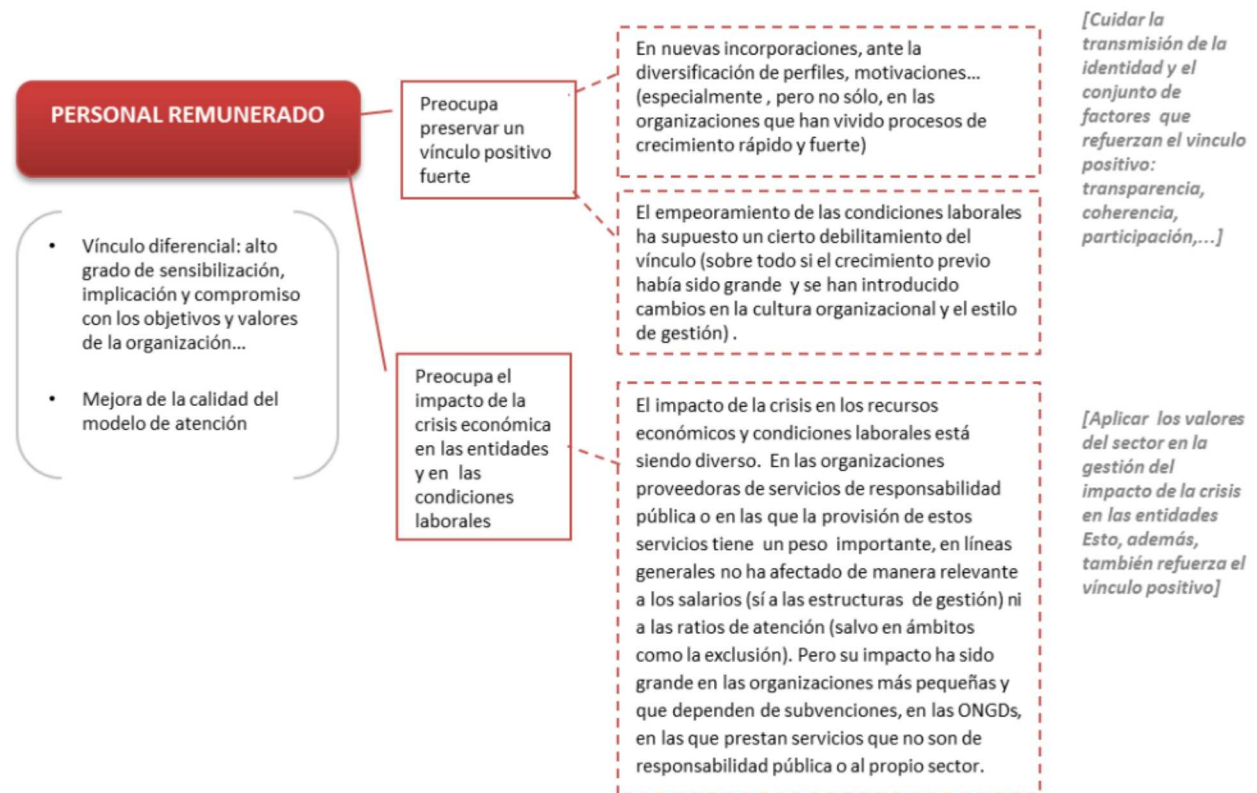 PERSONAL REMUNERADO
• Vínculo diferencial: alto
grado de sensibilización,
implicación y compromiso
con los objetivos y valores
de la organización...
• Mejora de la calidad del
modelo de atención
Preocupa
preservar un
vínculo positivo
fuerte
En nuevas incorporaciones, ante la
diversificación de perfiles, motivaciones...
(especialmente , pero no sólo, en las
organizaciones que han vivido procesos de
crecimiento rápido y fuerte)
El empeoramiento de las condiciones laborales
ha supuesto un cierto debilitamiento del
vínculo (sobre todo si el crecimiento previo
había sido grande y se han introducido
cambios en la cultura organizacional y el estilo
de gestión) .
[Cuidar la
transmisión de la
identidad y el
conjunto de
factores que
refuerzan el vinculo
positivo:
transparencia,
coherencia,
participación,...]
Preocupa el
impacto de la
crisis económica
en las entidades
y en las
condiciones
laborales
El impacto de la crisis en los recursos
económicos y condiciones laborales está
siendo diverso. En las organizaciones
proveedoras de servicios de responsabilidad
pública o en las que la provisión de estos
servicios tiene un peso importante, en líneas
generales no ha afectado de manera relevante
a los salarios (sí a las estructuras de gestión) ni
a las ratios de atención (salvo en ámbitos
como la exclusión). Pero su impacto ha sido
grande en las organizaciones más pequeñas y
que dependen de subvenciones, en las ONGDs,
en las que prestan servicios que no son de
responsabilidad pública o al propio sector.
[Aplicar los valores
del sector en la
gestión del
impacto de la crisis
en las entidades
Esto, además,
también refuerza el
vínculo positivo]